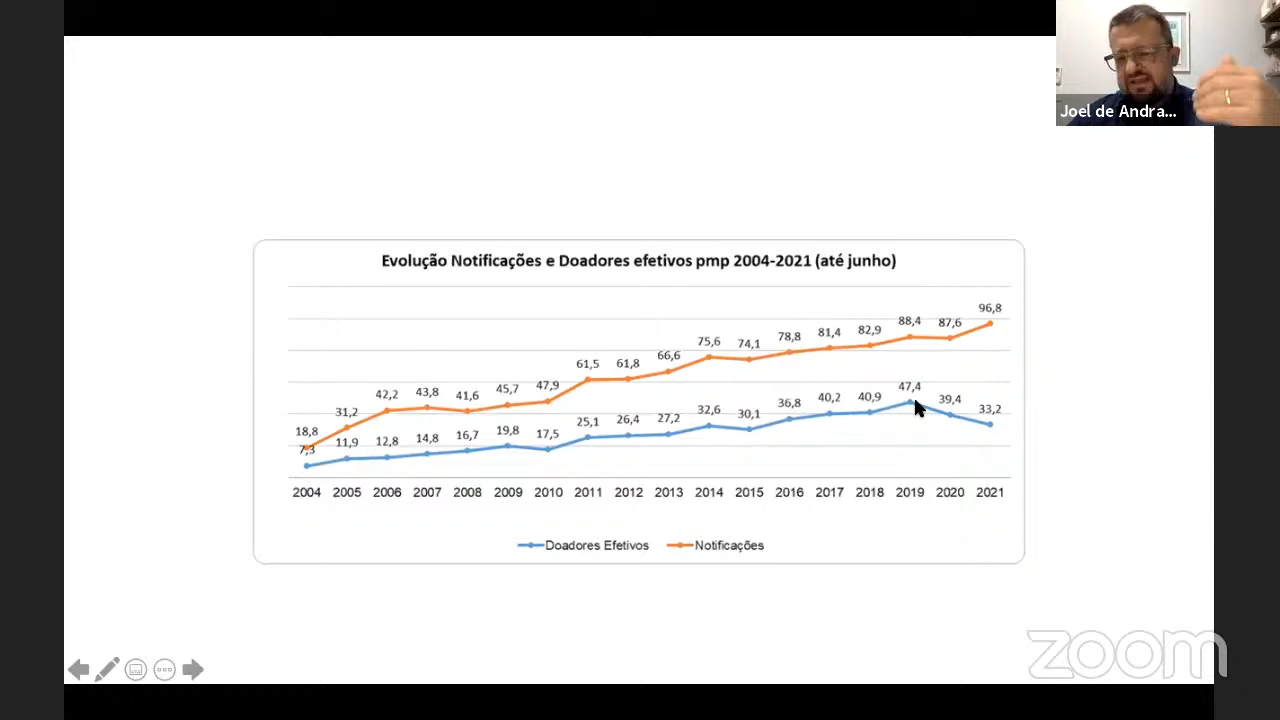 Joel de Andra...
Evolução Notificações e Doadores efetivos pmp 2004-2021 (até junho)
18,8 31,2 42,2 43,8 41,6 45,7 47,9 61,5 61,8 66,6 75,6 74,1 78,8 81,4 82,9 88,4 87,6 96,8
7,3 11,9 12,8 14,8 16,7 19,8 17,5 25,1 26,4 27,2 32,6 30,1 36,8 40,2 40,9 47,4 39,4 33,2
2004 2005 2006 2007 2008 2009 2010 2011 2012 2013 2014 2015 2016 2017 2018 2019 2020 2021
Doadores Efetivos Notificações
zoom